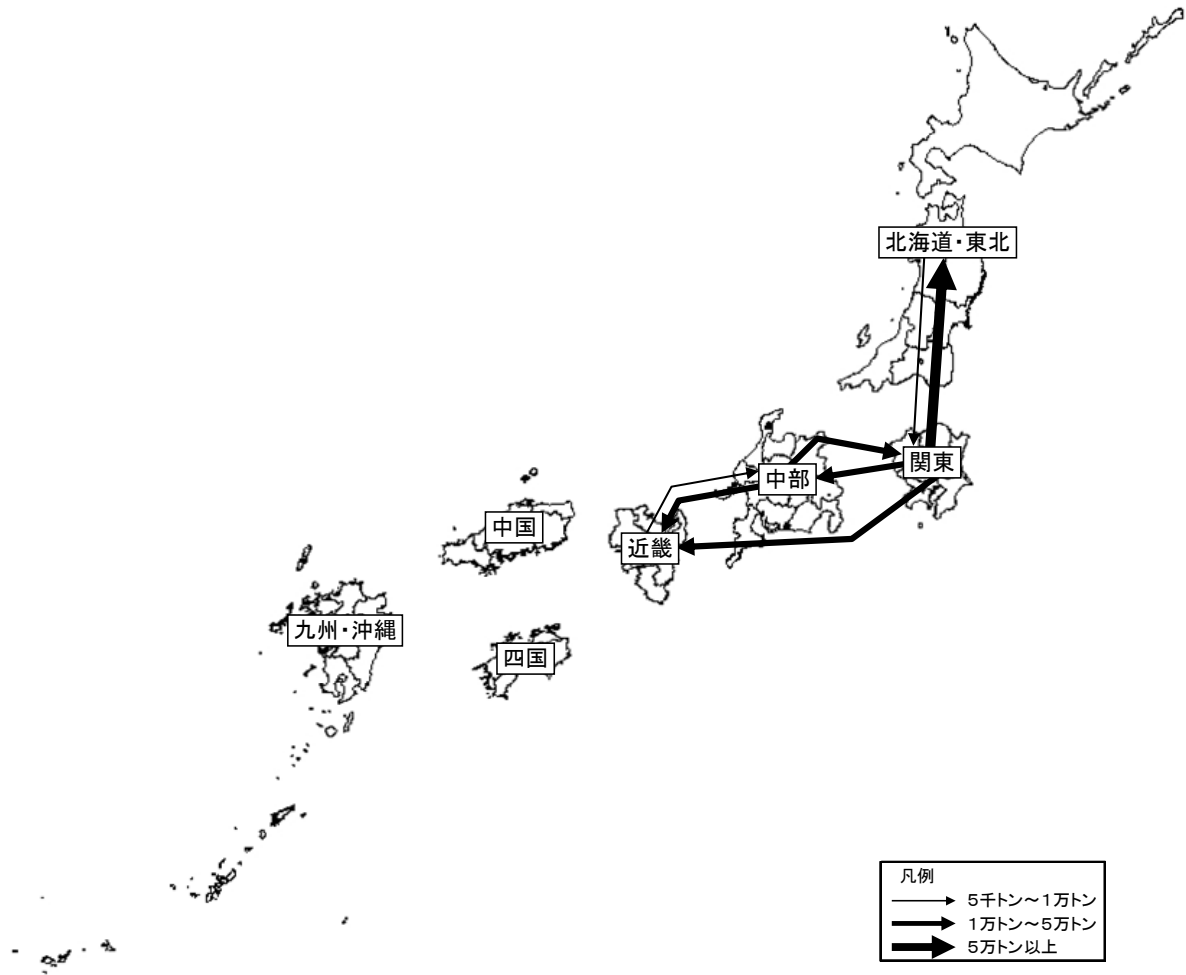 北海道・東北
関東
中部
中国
近畿
九州・沖縄
四国
凡例
５千トン～１万トン
１万トン～５万トン
５万トン以上